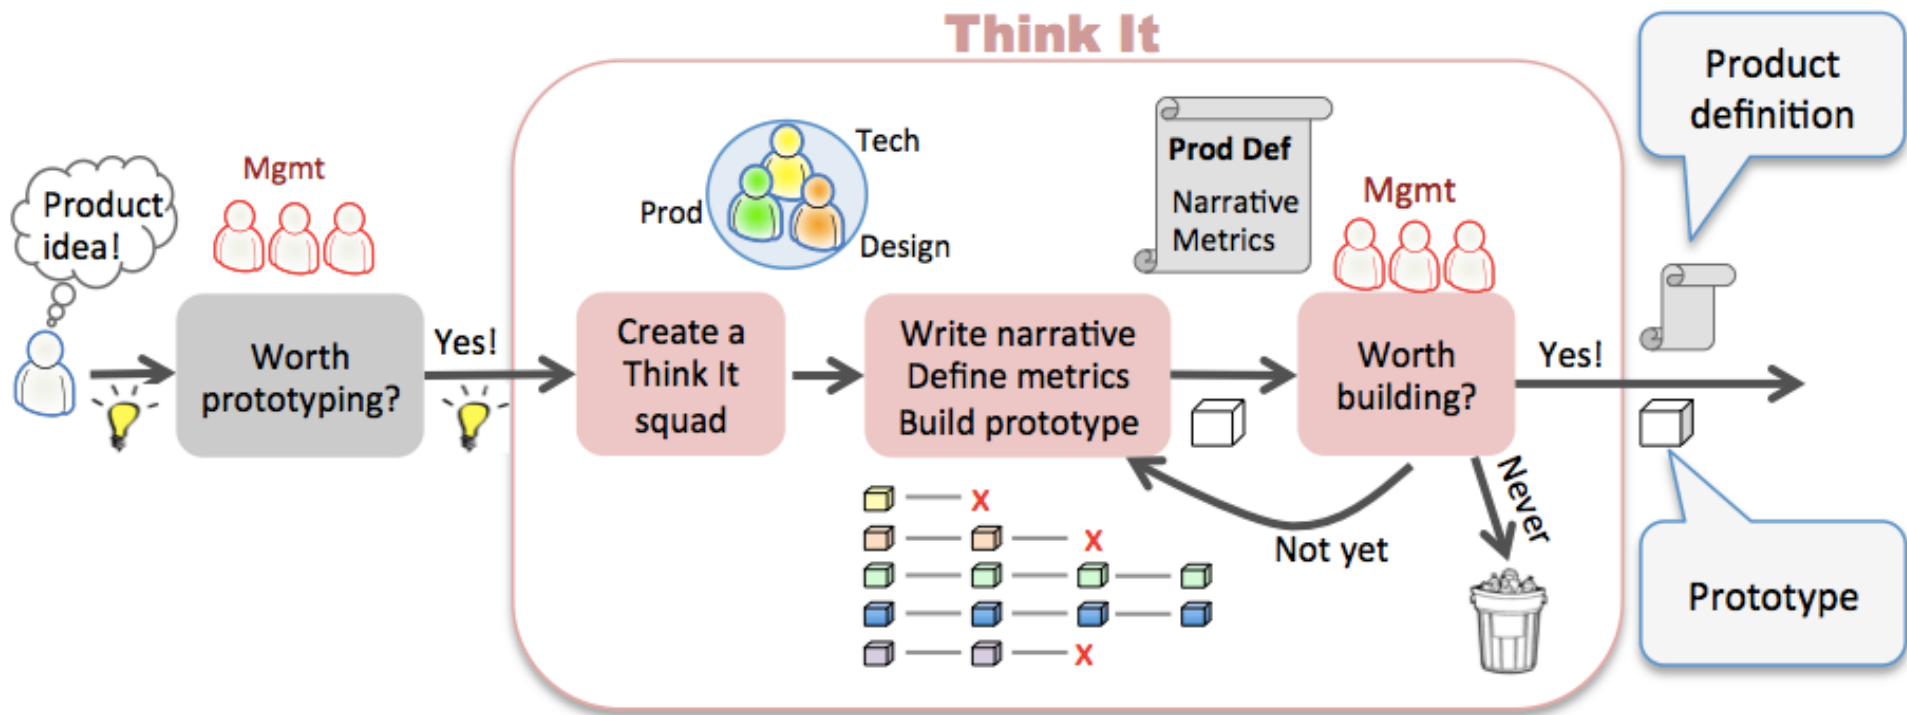 Think It
Product
idea!
Mgmt
Worth
prototyping?
Yes!
Tech
Prod
Design
Create a
Think It
squad
Write narrative
Define metrics
Build prototype
X
X
X
Prod Def
Narrative
Metrics
Mgmt
Worth
building?
Not yet
Never
Yes!
Product
definition
Prototype